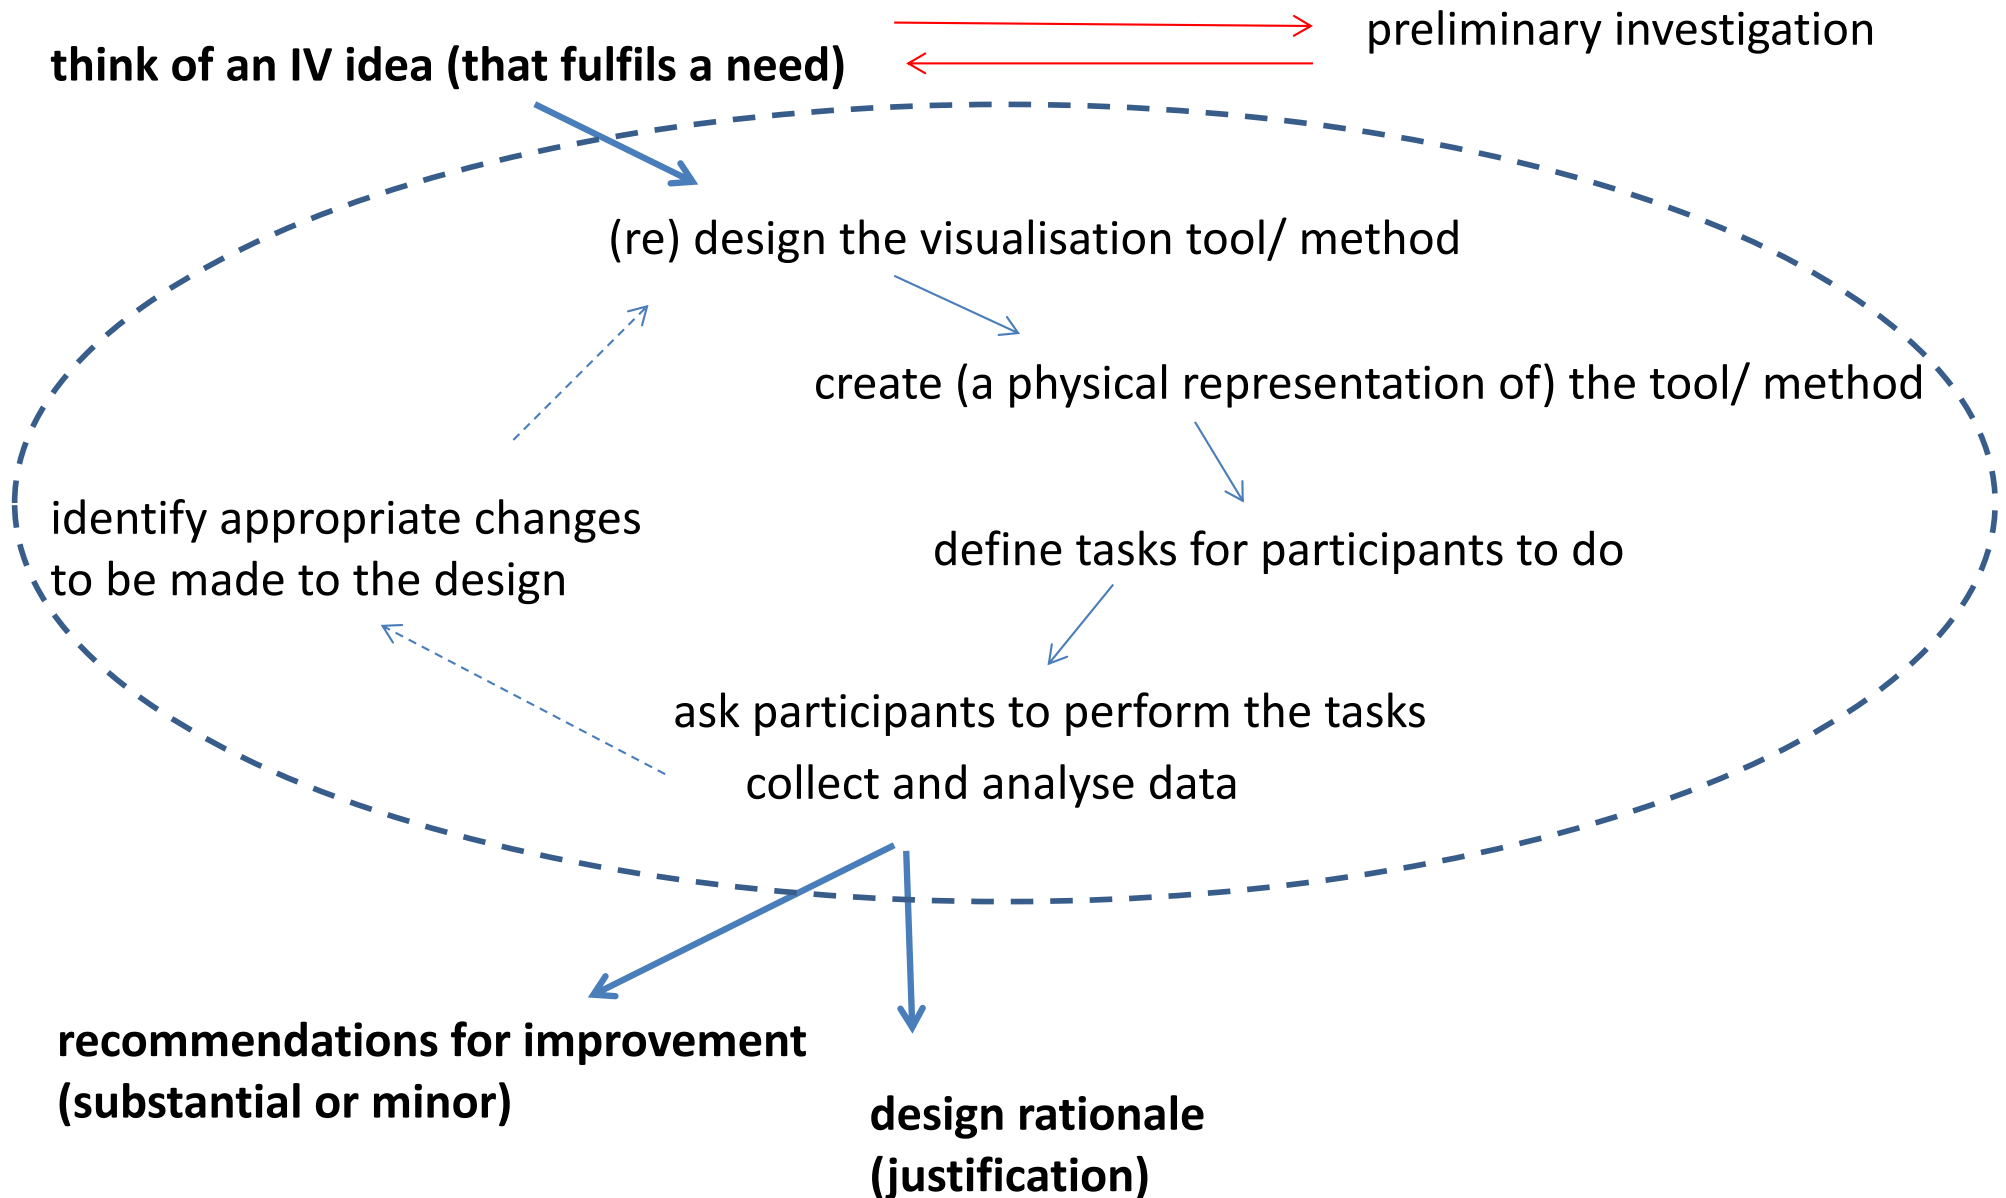 preliminary investigation
think of an IV idea (that fulfils a need)
(re) design the visualisation tool/ method
create (a physical representation of) the tool/ method
identify appropriate changes
to be made to the design
define tasks for participants to do
ask participants to perform the tasks
collect and analyse data
recommendations for improvement
(substantial or minor)
design rationale
(justification)